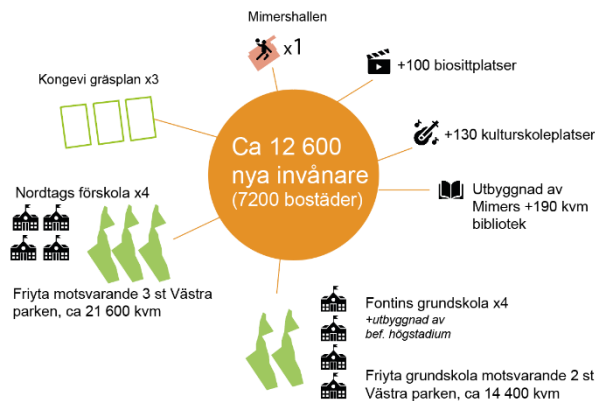 Mimershallen
x1
Kongevi gräsplan x3
+100 biosittplatser
+130 kulturskoleplatser
Ca 12 600
nya invånare
(7200 bostäder)
Utbyggnad av
Mimers +190 kvm
bibliotek
Nordtags förskola x4
Friyta motsvarande 3 st Västra
parken, ca 21 600 kvm
Fontins grundskola x4
+utbyggnad av
bef. högstadium
Friyta grundskola motsvarande 2 st
Västra parken, ca 14 400 kvm